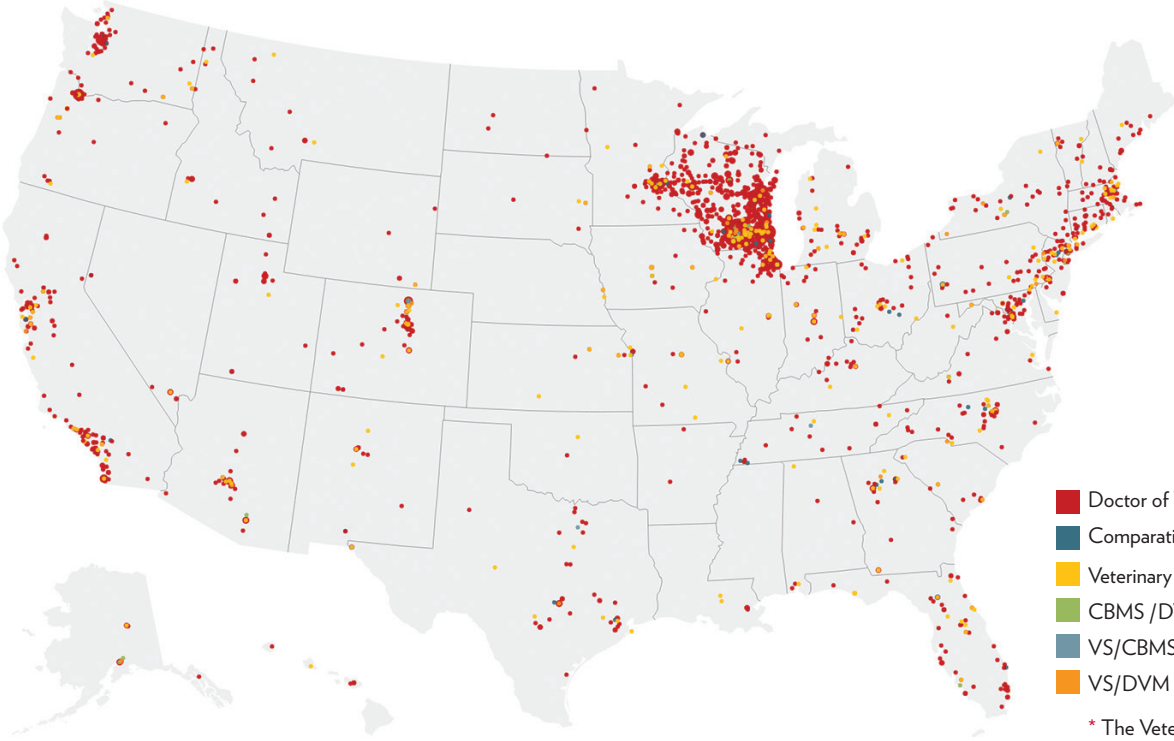 Doctor of
Comparati
Veterinary
CBMS /D
VS/CBMS
VS/DVM
* The Vete